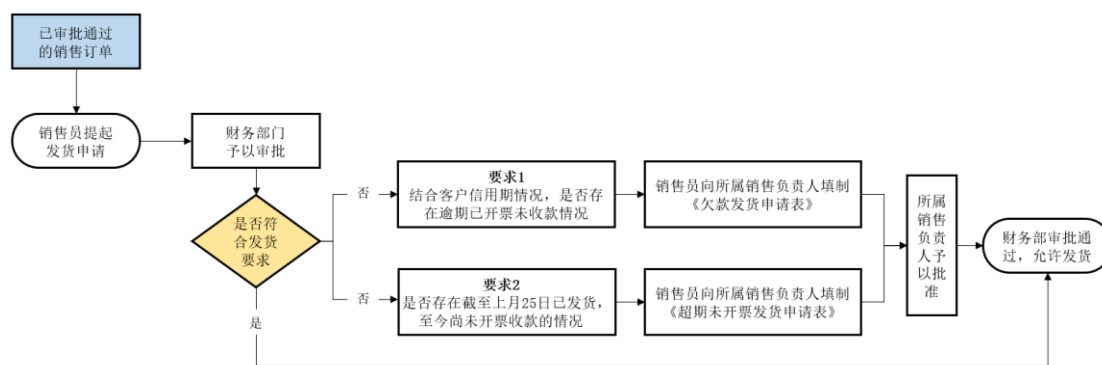 已审批通过
的销售订单
销售员提起
发货申请
财务部门
予以审批
是否符
合发货
要求
否
要求1
结合客户信用期情况，是否存
在逾期已开票未收款情况
销售员向所属销售负责人填制
《欠款发货申请表》
否
要求2
是否存在截至上月25日已发货，
至今尚未开票收款的情况
销售员向所属销售负责人填制
《超期未开票发货申请表》
所属
销售
负责
人予
以批
准
财务部审批通
过，允许发货
是